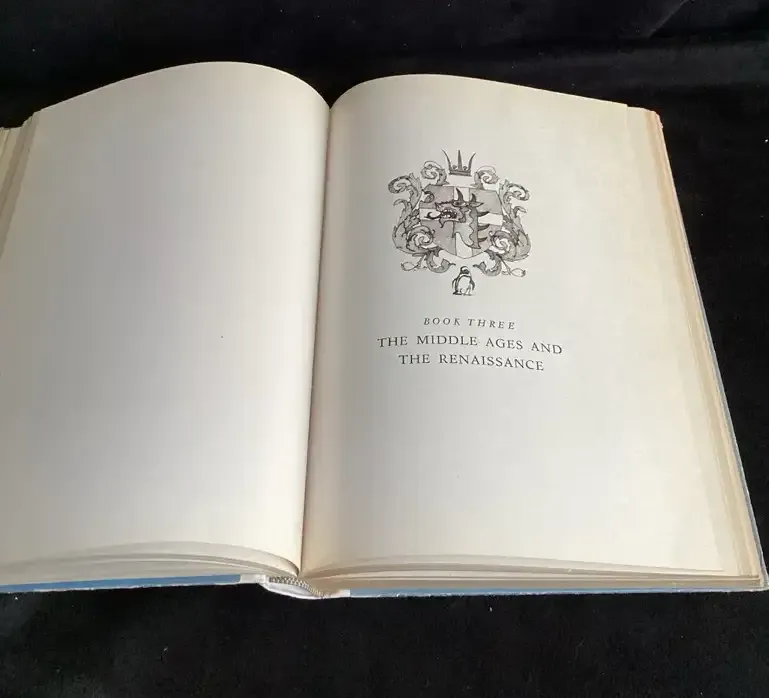 BOOK THREE
THE MIDDLE AGES AND
THE RENAISSANCE